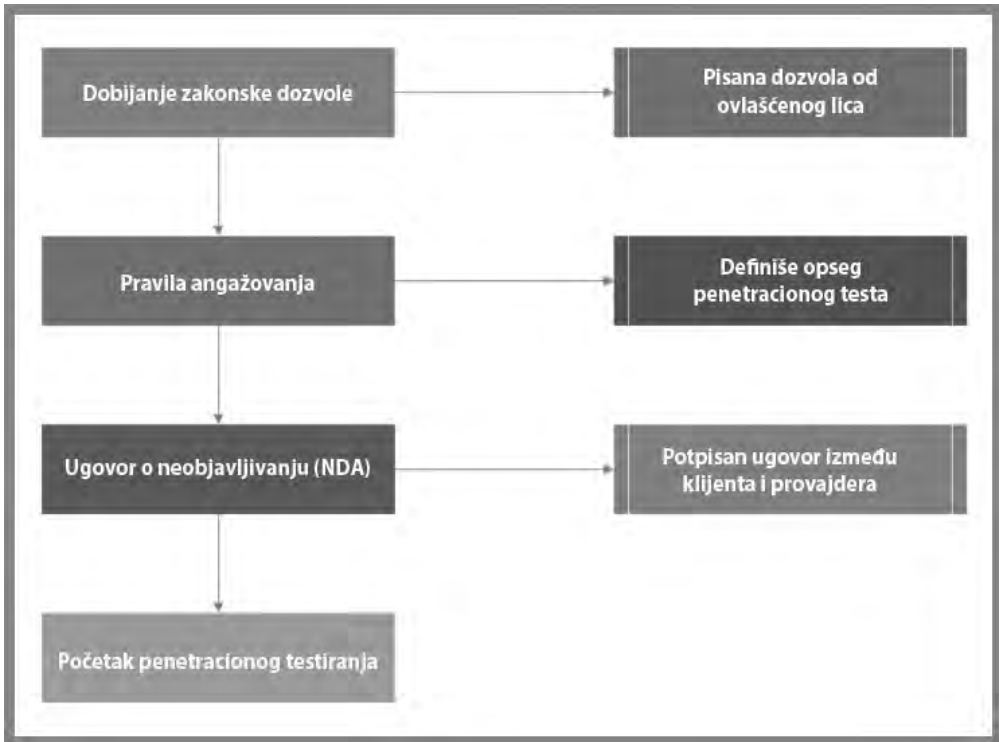 Dobijanje zakonske dozvole
Pisana dozvola od
ovlašćenog lica
Pravila angažovanja
Definiše opseg
penetracionog testa
Ugovor o neobjavljivanju (NDA)
Potpisan ugovor između
klijenta i provajdera
Početak penetracionog testiranja